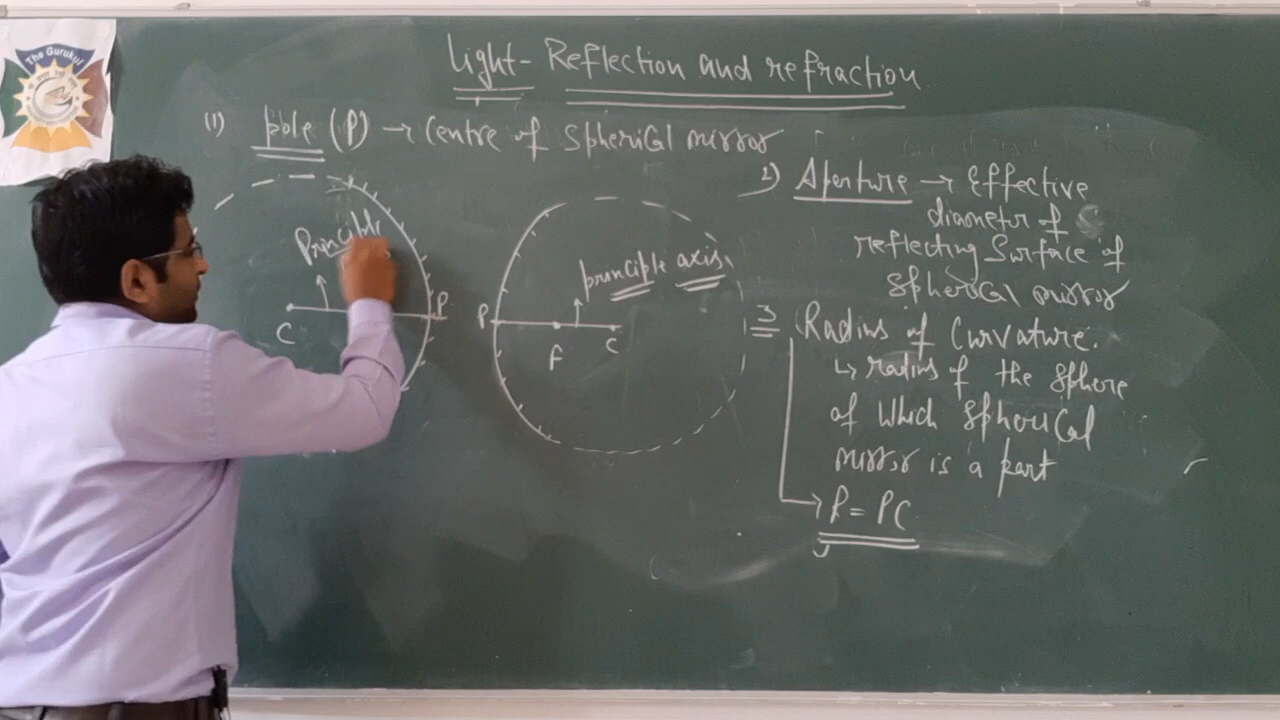 The Gurukul
Light - Reflection and refraction
(1) pole (P) → Centre of Spherical mirror
2) Aperture → Effective
diameter of
reflecting Surface of
Spherical mirror
3 Radius of Curvature.
↳ radius of the Sphere
of which Spherical
mirror is a part
→ R = PC
Principle
C
P
principle axis
P
F
C